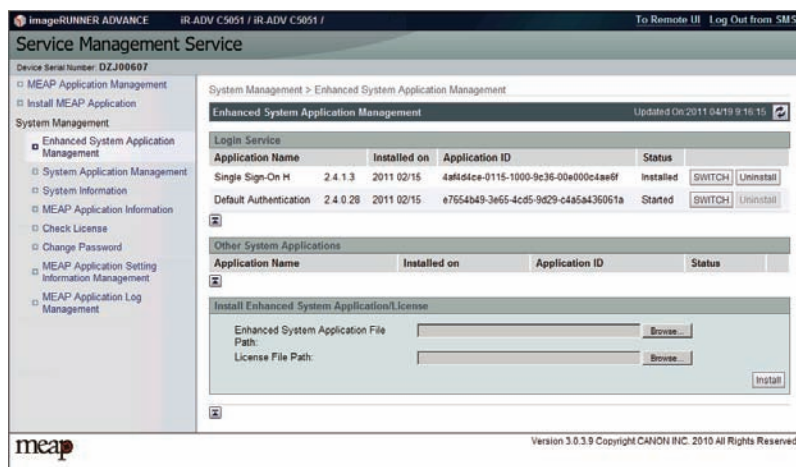 imageRUNNER ADVANCE iR-ADV C5051 / iR-ADV C5051 / To Remote UI Log Out from SMS
Service Management Service
Device Serial Number: DZJ00607
MEAP Application Management
Install MEAP Application
System Management
Enhanced System Application
Management
System Application Management
System Information
MEAP Application Information
Check License
Change Password
MEAP Application Setting
Information Management
MEAP Application Log
Management
System Management > Enhanced System Application Management
Enhanced System Application Management Updated On:2011 04/19 9:16:15
Login Service
Application Name Installed on Application ID Status
Single Sign-On H 2.4.1.3 2011 02/15 4af4d4ce-0115-1000-9c36-00e000c4ae6f Installed SWITCH Uninstall
Default Authentication 2.4.0.28 2011 02/15 e7654b49-3e65-4cd5-9d29-c4a5a436061a Started SWITCH Uninstall
Other System Applications
Application Name Installed on Application ID Status
Install Enhanced System Application/License
Enhanced System Application File
Path:
Browse...
License File Path:
Browse...
Install
meap
Version 3.0.3.9 Copyright CANON INC. 2010 All Rights Reserved